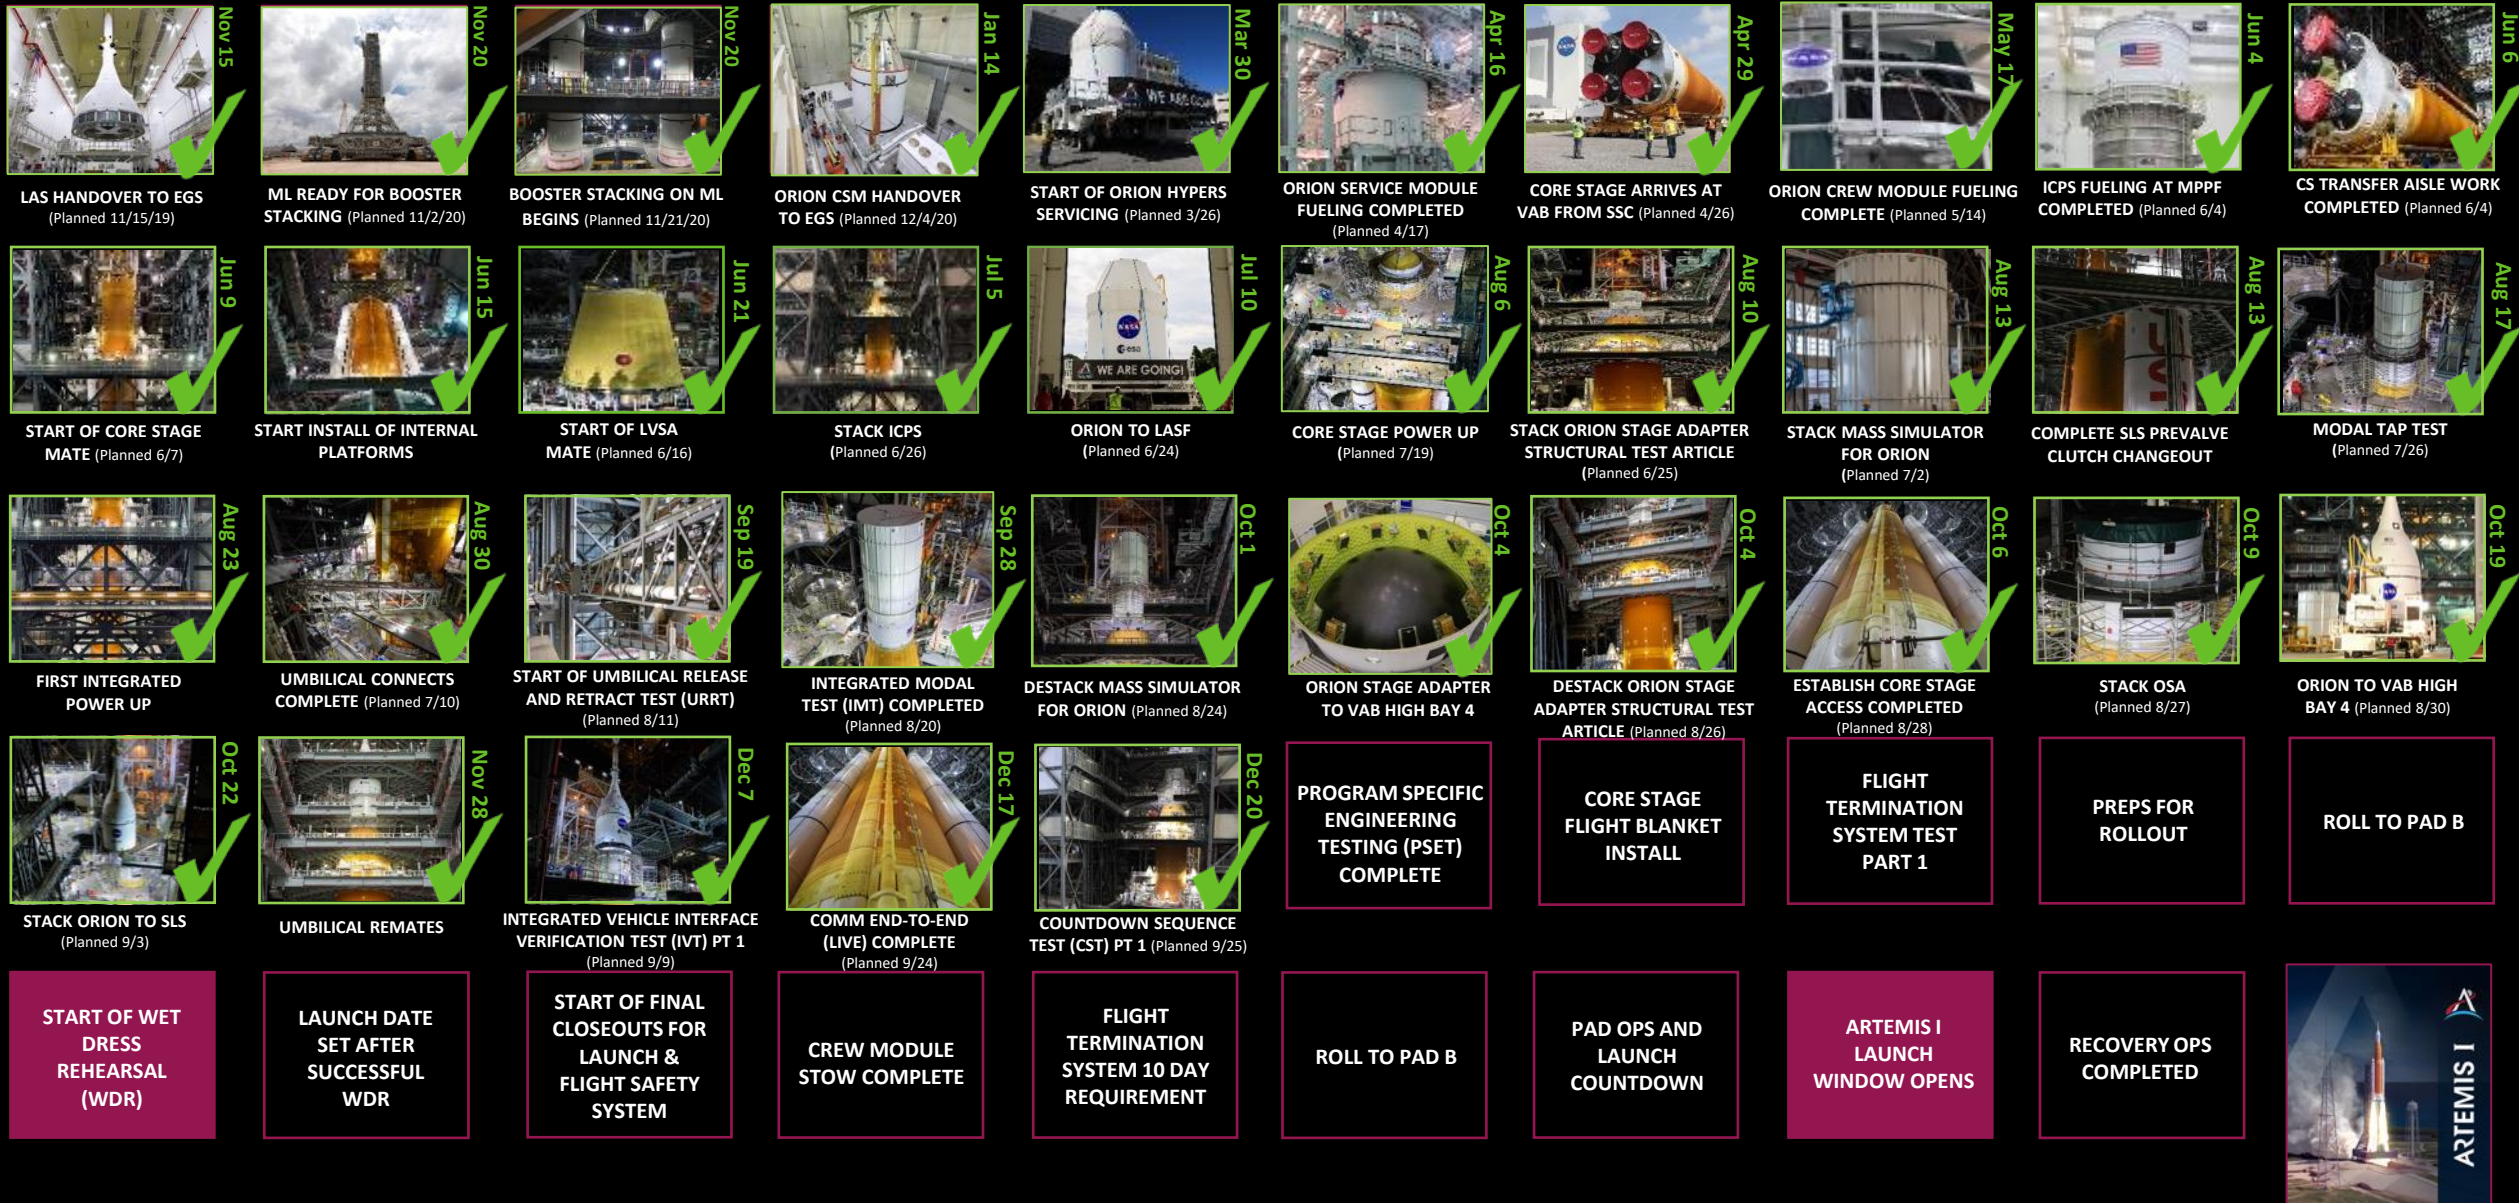 Nov 15
LAS HANDOVER TO EGS
(Planned 11/15/19)
Nov 20
ML READY FOR BOOSTER
STACKING (Planned 11/2/20)
Nov 20
BOOSTER STACKING ON ML
BEGINS (Planned 11/21/20)
Jan 14
ORION CSM HANDOVER
TO EGS (Planned 12/4/20)
Mar 30
WE ARE GOING
START OF ORION HYPERS
SERVICING (Planned 3/26)
Apr 16
ORION SERVICE MODULE
FUELING COMPLETED
(Planned 4/17)
Apr 29
CORE STAGE ARRIVES AT
VAB FROM SSC (Planned 4/26)
May 17
ORION CREW MODULE FUELING
COMPLETE (Planned 5/14)
Jun 4
ICPS FUELING AT MPPF
COMPLETED (Planned 6/4)
Jun 6
CS TRANSFER AISLE WORK
COMPLETED (Planned 6/4)
Jun 9
START OF CORE STAGE
MATE (Planned 6/7)
Jun 15
START INSTALL OF INTERNAL
PLATFORMS
Jun 21
START OF LVSA
MATE (Planned 6/16)
Jul 5
STACK ICPS
(Planned 6/26)
Jul 10
NASA
esa
WE ARE GOING!
ORION TO LASF
(Planned 6/24)
Aug 6
CORE STAGE POWER UP
(Planned 7/19)
Aug 10
STACK ORION STAGE ADAPTER
STRUCTURAL TEST ARTICLE
(Planned 6/25)
Aug 13
STACK MASS SIMULATOR
FOR ORION
(Planned 7/2)
Aug 13
COMPLETE SLS PREVALVE
CLUTCH CHANGEOUT
Aug 17
MODAL TAP TEST
(Planned 7/26)
Aug 23
FIRST INTEGRATED
POWER UP
Aug 30
UMBILICAL CONNECTS
COMPLETE (Planned 7/10)
Sep 19
START OF UMBILICAL RELEASE
AND RETRACT TEST (URRT)
(Planned 8/11)
Sep 28
INTEGRATED MODAL
TEST (IMT) COMPLETED
(Planned 8/20)
Oct 1
DESTACK MASS SIMULATOR
FOR ORION (Planned 8/24)
Oct 4
ORION STAGE ADAPTER
TO VAB HIGH BAY 4
Oct 4
DESTACK ORION STAGE
ADAPTER STRUCTURAL TEST
ARTICLE (Planned 8/26)
Oct 6
ESTABLISH CORE STAGE
ACCESS COMPLETED
(Planned 8/28)
Oct 9
STACK OSA
(Planned 8/27)
Oct 19
ORION TO VAB HIGH
BAY 4 (Planned 8/30)
Oct 22
STACK ORION TO SLS
(Planned 9/3)
Nov 28
UMBILICAL REMATES
Dec 7
INTEGRATED VEHICLE INTERFACE
VERIFICATION TEST (IVT) PT 1
(Planned 9/9)
Dec 17
COMM END-TO-END
(LIVE) COMPLETE
(Planned 9/24)
Dec 20
COUNTDOWN SEQUENCE
TEST (CST) PT 1 (Planned 9/25)
PROGRAM SPECIFIC
ENGINEERING
TESTING (PSET)
COMPLETE
CORE STAGE
FLIGHT BLANKET
INSTALL
FLIGHT
TERMINATION
SYSTEM TEST
PART 1
PREPS FOR
ROLLOUT
ROLL TO PAD B
START OF WET
DRESS
REHEARSAL
(WDR)
LAUNCH DATE
SET AFTER
SUCCESSFUL
WDR
START OF FINAL
CLOSEOUTS FOR
LAUNCH &
FLIGHT SAFETY
SYSTEM
CREW MODULE
STOW COMPLETE
FLIGHT
TERMINATION
SYSTEM 10 DAY
REQUIREMENT
ROLL TO PAD B
PAD OPS AND
LAUNCH
COUNTDOWN
ARTEMIS I
LAUNCH
WINDOW OPENS
RECOVERY OPS
COMPLETED
ARTEMIS I